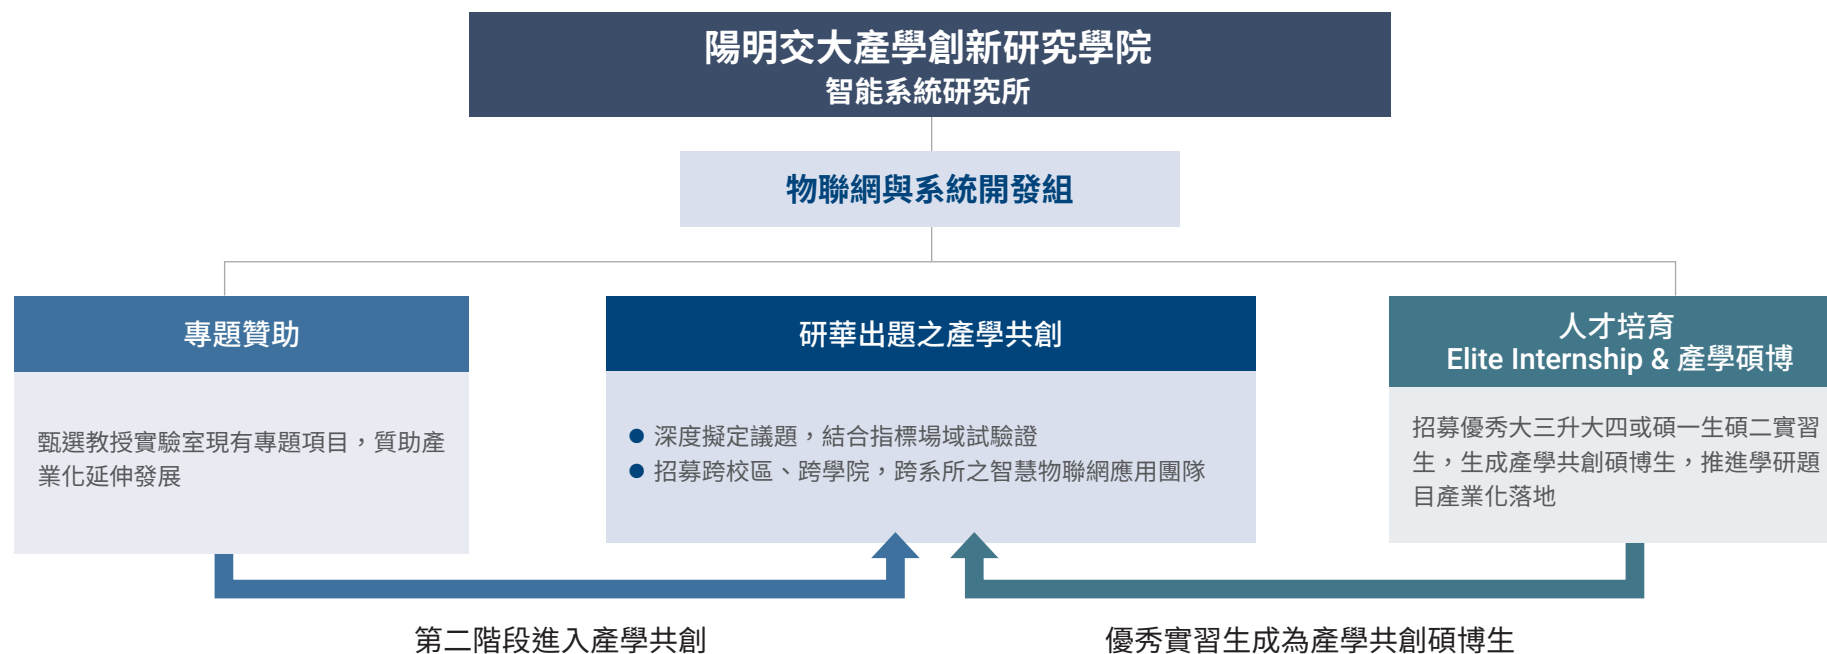 陽明交大產學創新研究學院
智能系統研究所
物聯網與系統開發組
專題贊助
甄選教授實驗室現有專題項目，質助產
業化延伸發展
研華出題之產學共創
● 深度擬定議題，結合指標場域試驗證
● 招募跨校區、跨學院，跨系所之智慧物聯網應用團隊
人才培育
Elite Internship & 產學碩博
招募優秀大三升大四或碩一生碩二實習
生，生成產學共創碩博生，推進學研題
目產業化落地
第二階段進入產學共創
優秀實習生成為產學共創碩博生